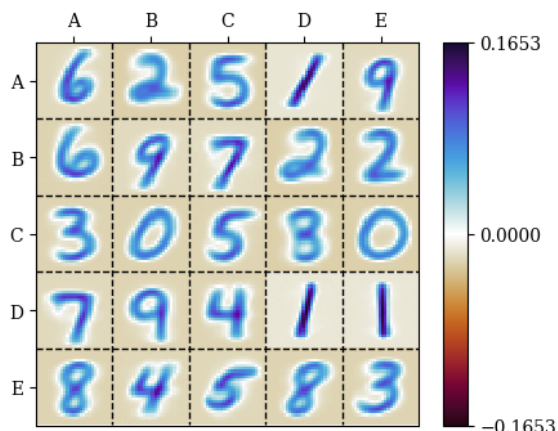 A B C D E
A 6 2 5 1 9
B 6 9 7 2 2
C 3 0 5 8 0
D 7 9 4 1 1
E 8 4 5 8 3
0.1653
0.0000
−0.1653